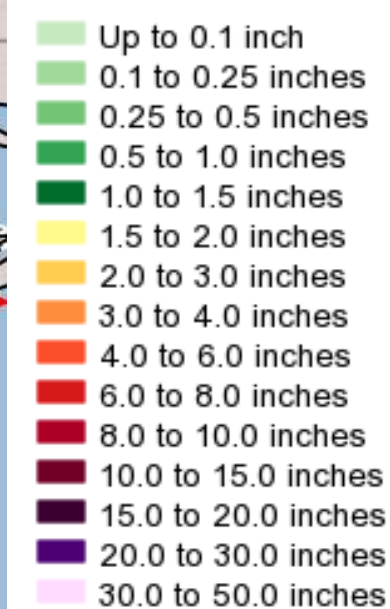 Up to 0.1 inch
0.1 to 0.25 inches
0.25 to 0.5 inches
0.5 to 1.0 inches
1.0 to 1.5 inches
1.5 to 2.0 inches
2.0 to 3.0 inches
3.0 to 4.0 inches
4.0 to 6.0 inches
6.0 to 8.0 inches
8.0 to 10.0 inches
10.0 to 15.0 inches
15.0 to 20.0 inches
20.0 to 30.0 inches
30.0 to 50.0 inches